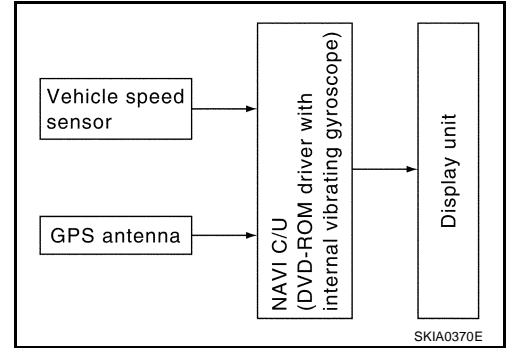 Vehicle speed
sensor
GPS antenna
NAVI C/U
(DVD-ROM driver with
internal vibrating gyroscope)
Display unit
SKIA0370E